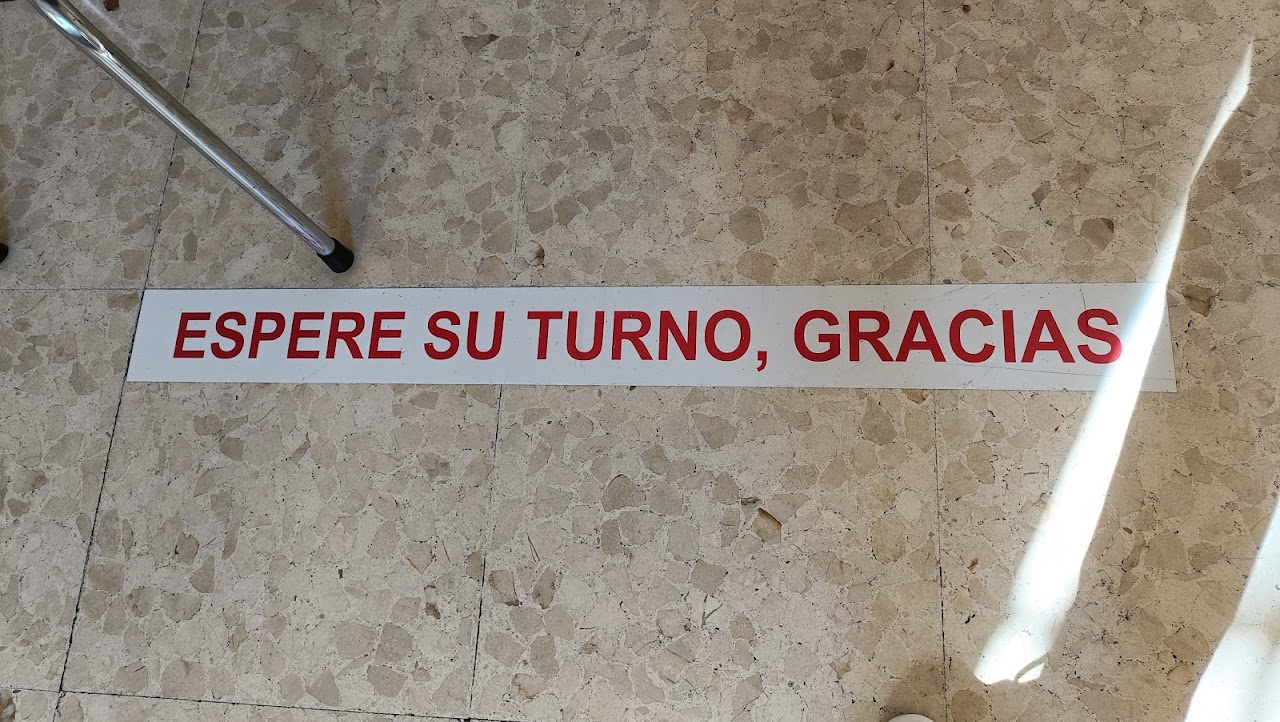 ESPERE SU TURNO, GRACIAS